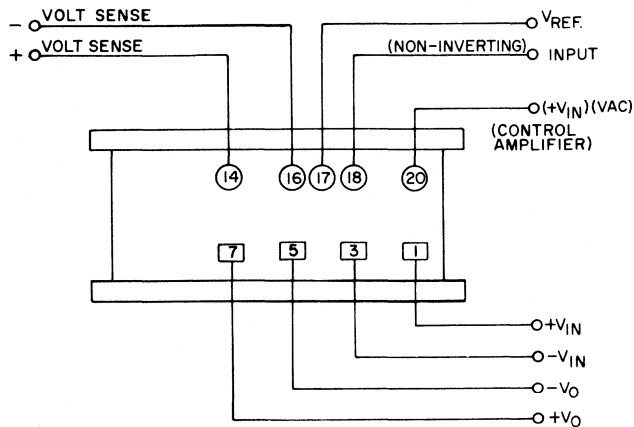 − VOLT SENSE
+ VOLT SENSE
VREF.
(NON-INVERTING) INPUT
(+VIN)(VAC)
(CONTROL
AMPLIFIER)
14 16 17 18 20
7 5 3 1
+VIN
−VIN
−VO
+VO